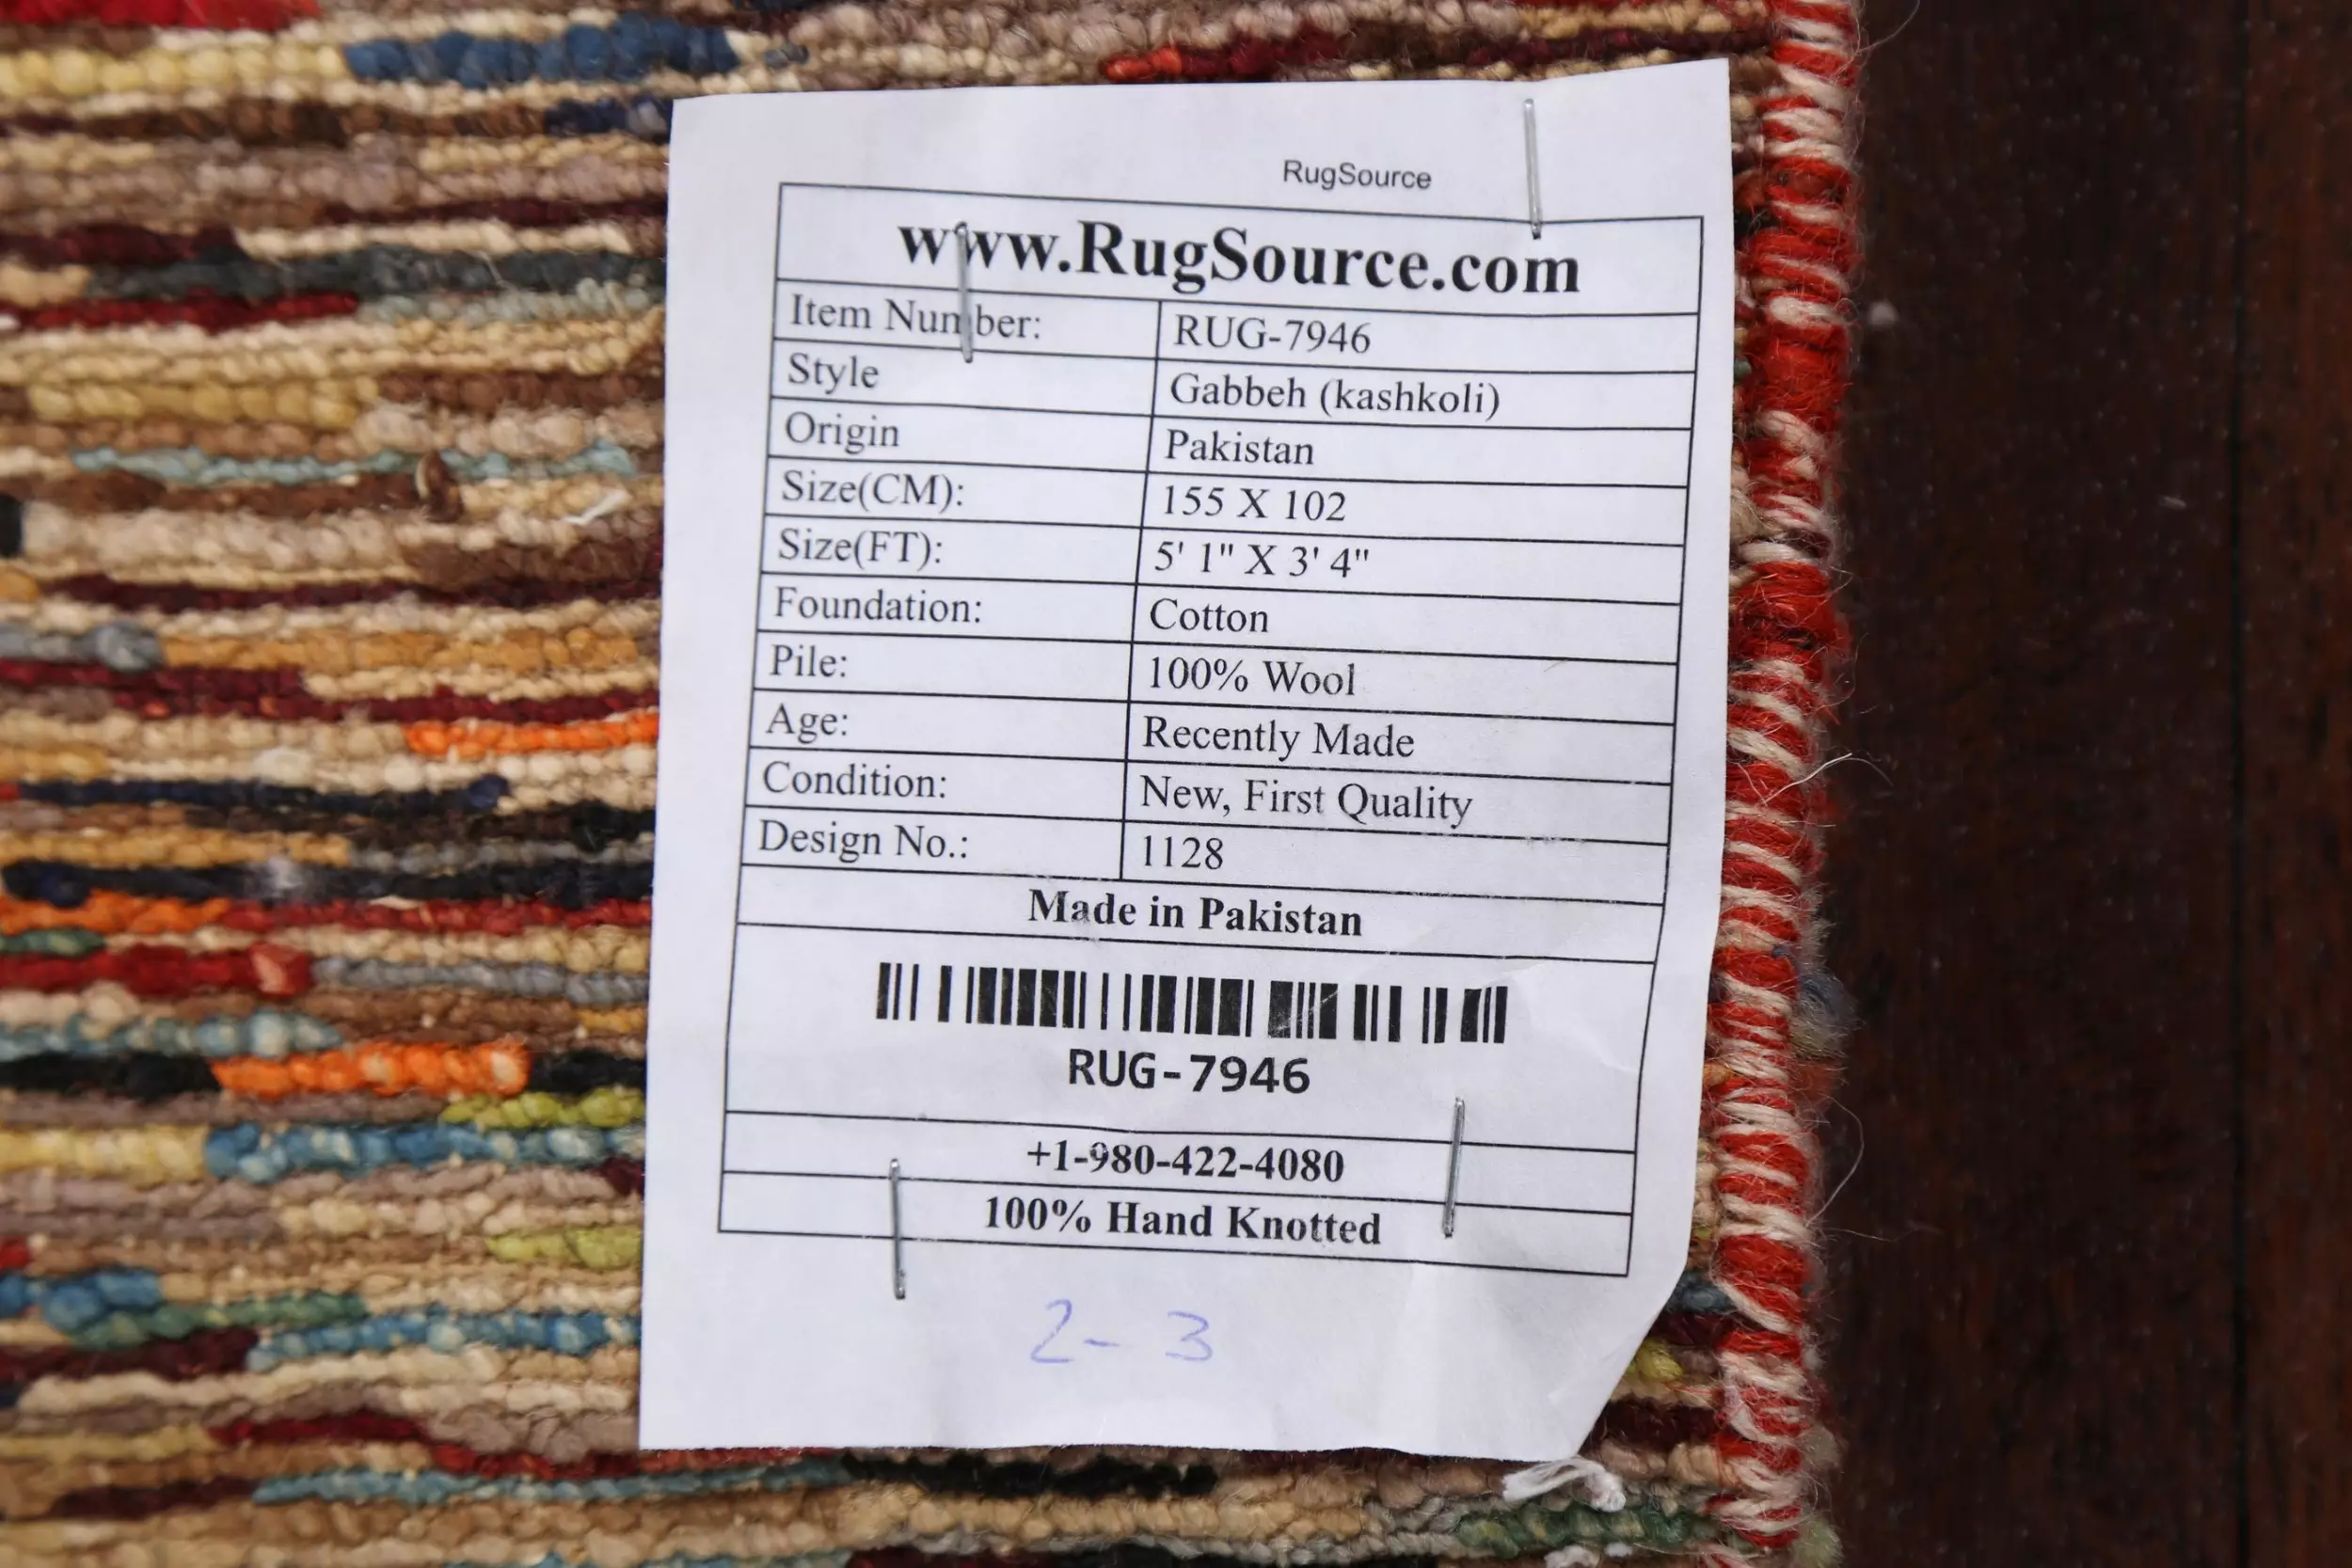 RugSource
www.RugSource.com
Item Number: RUG-7946
Style Gabbeh (kashkoli)
Origin Pakistan
Size(CM): 155 X 102
Size(FT): 5' 1" X 3' 4"
Foundation: Cotton
Pile: 100% Wool
Age: Recently Made
Condition: New, First Quality
Design No.: 1128
Made in Pakistan
RUG-7946
+1-980-422-4080
100% Hand Knotted
2-3